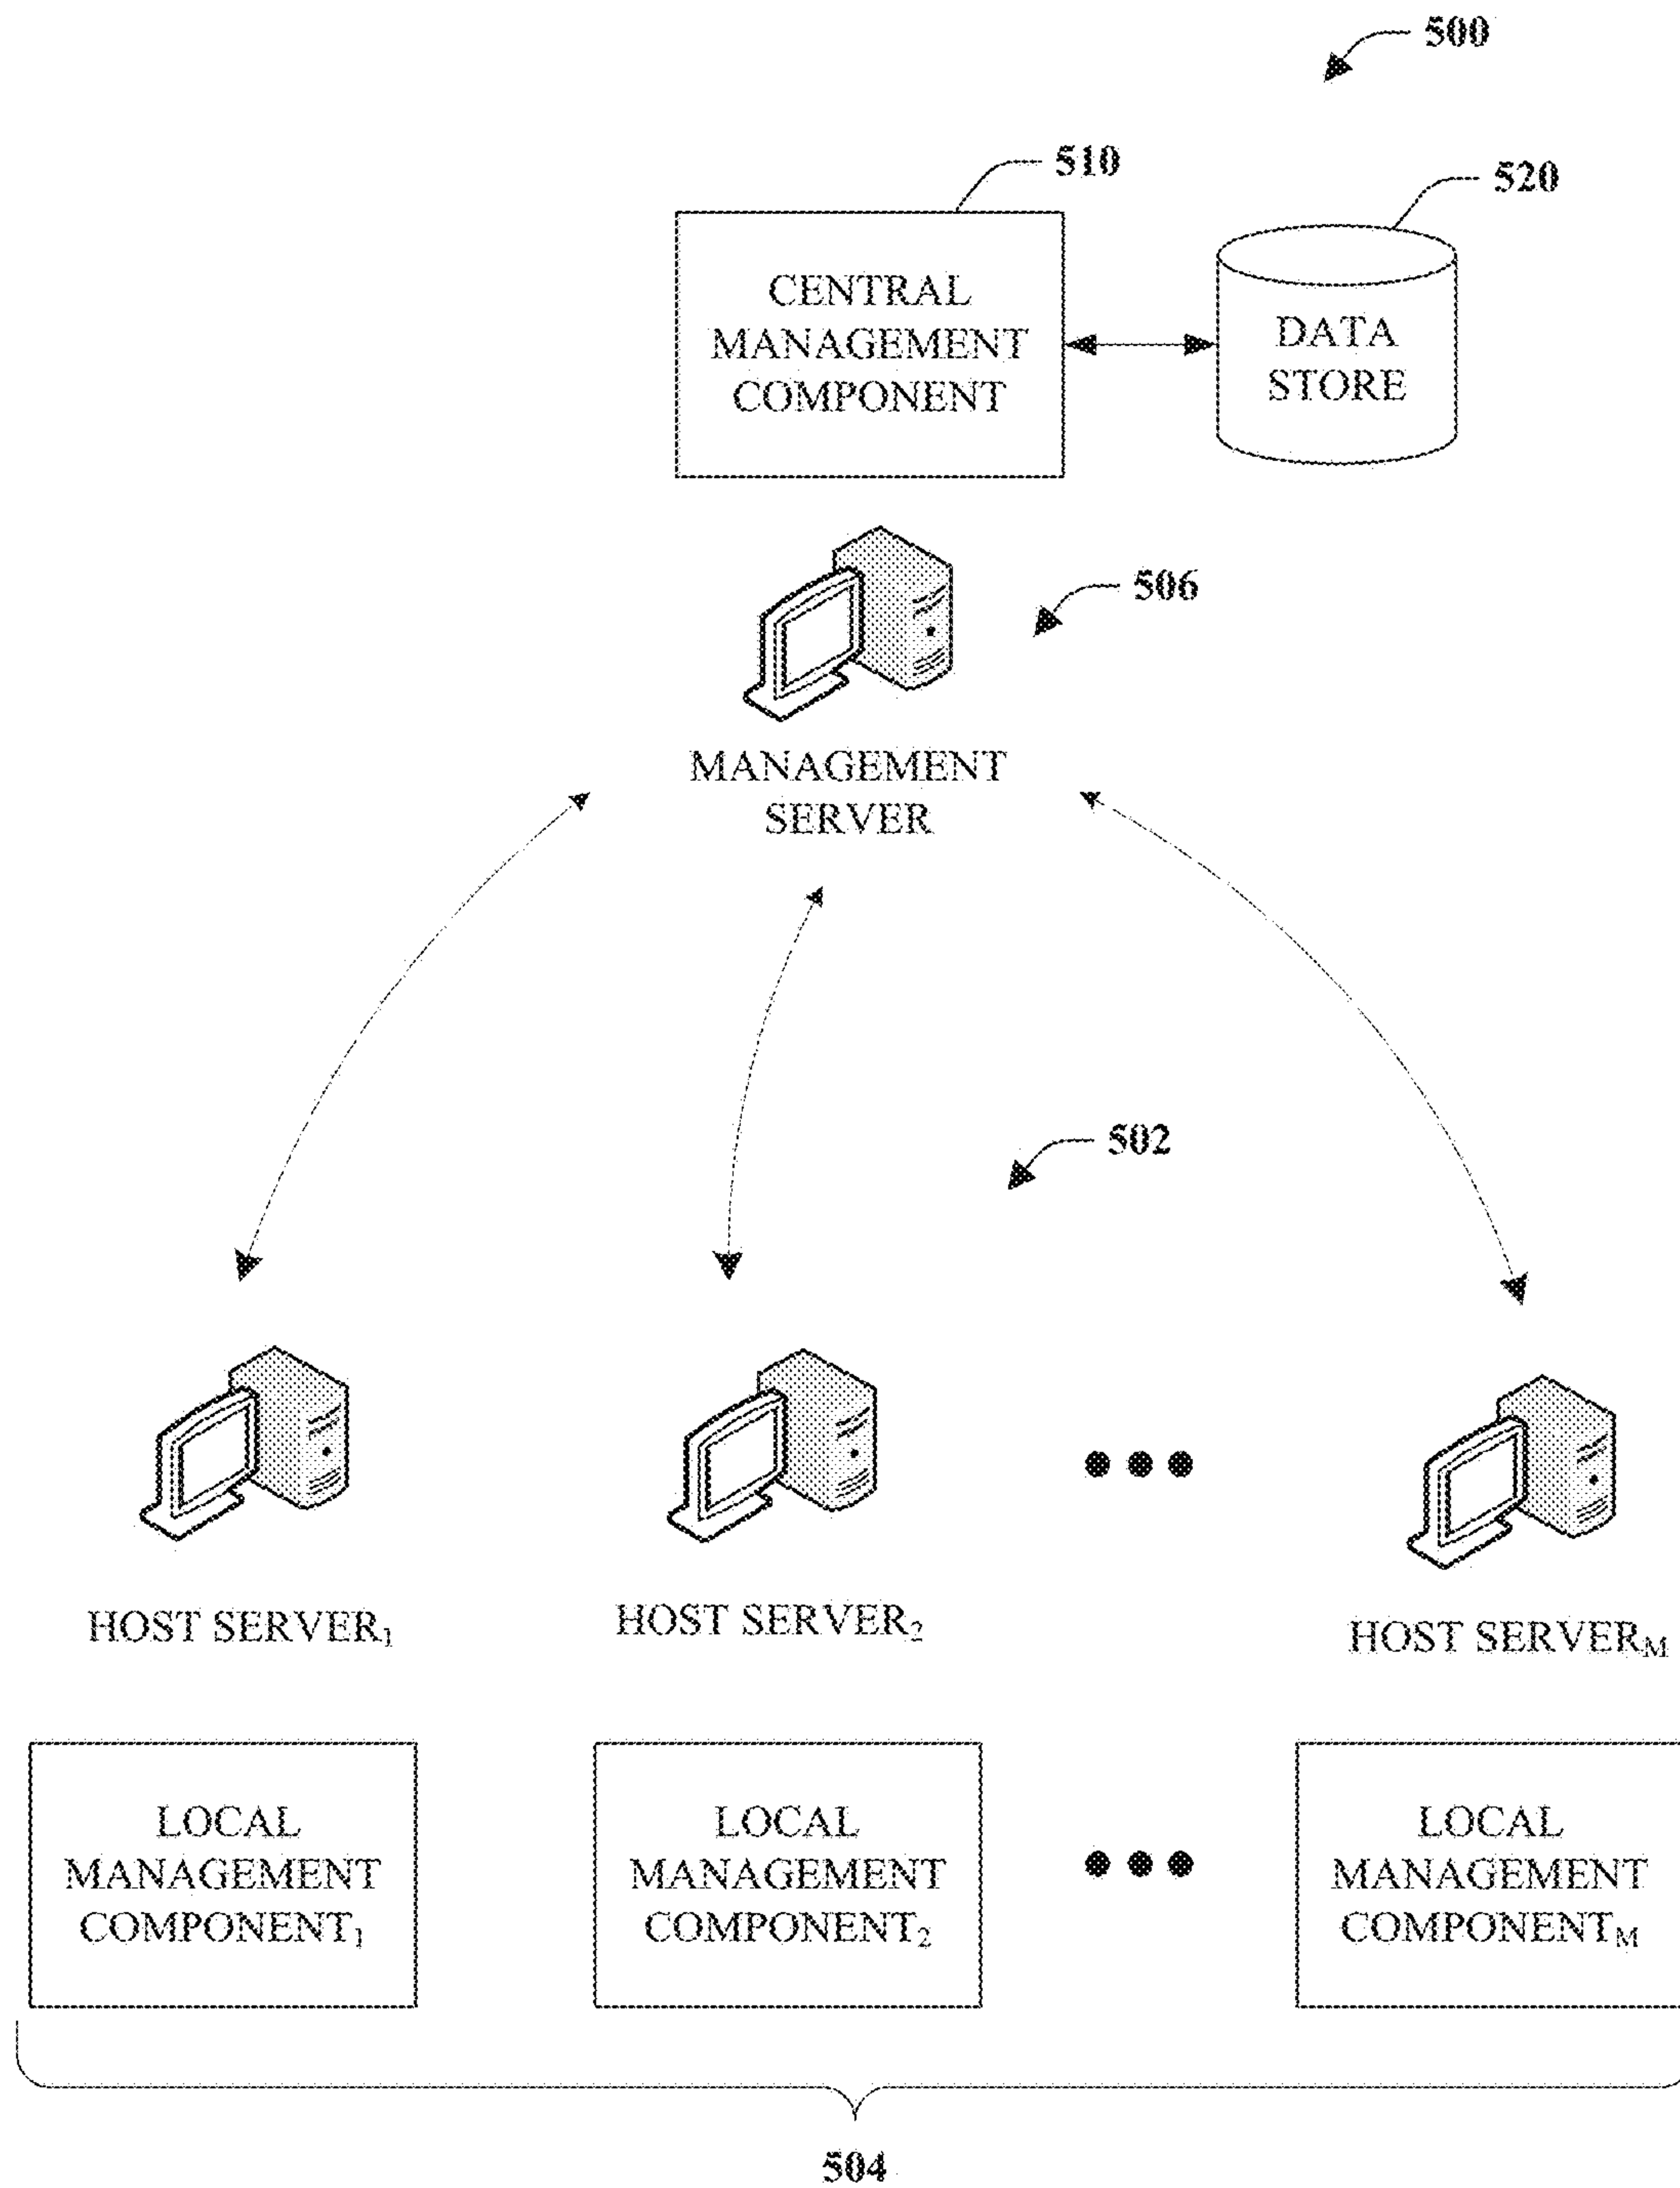 500
510
520
CENTRAL
MANAGEMENT
COMPONENT
DATA
STORE
506
MANAGEMENT
SERVER
502
HOST SERVER₁
HOST SERVER₂
HOST SERVERM
LOCAL
MANAGEMENT
COMPONENT₁
LOCAL
MANAGEMENT
COMPONENT₂
LOCAL
MANAGEMENT
COMPONENTM
504